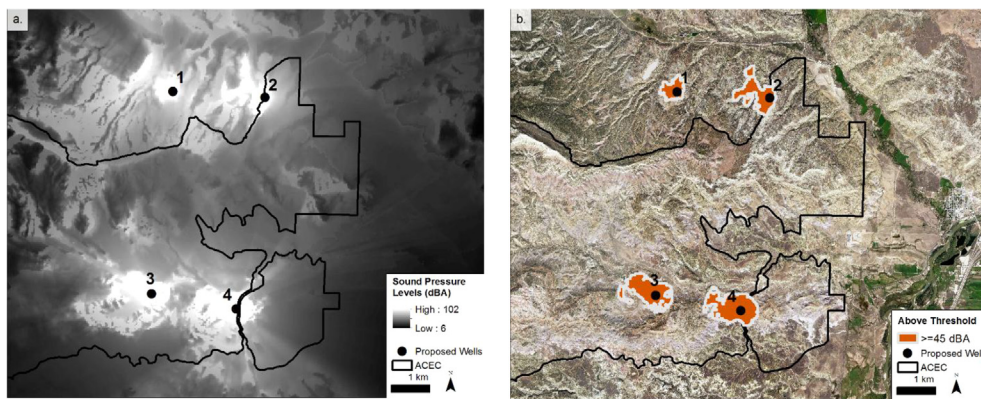 a.
1
2
3
4
Sound Pressure
Levels (dBA)
High : 102
Low : 6
Proposed Wells
ACEC
1 km
N
b.
1
2
3
4
Above Threshold
>=45 dBA
Proposed Wel
ACEC
1 km
N